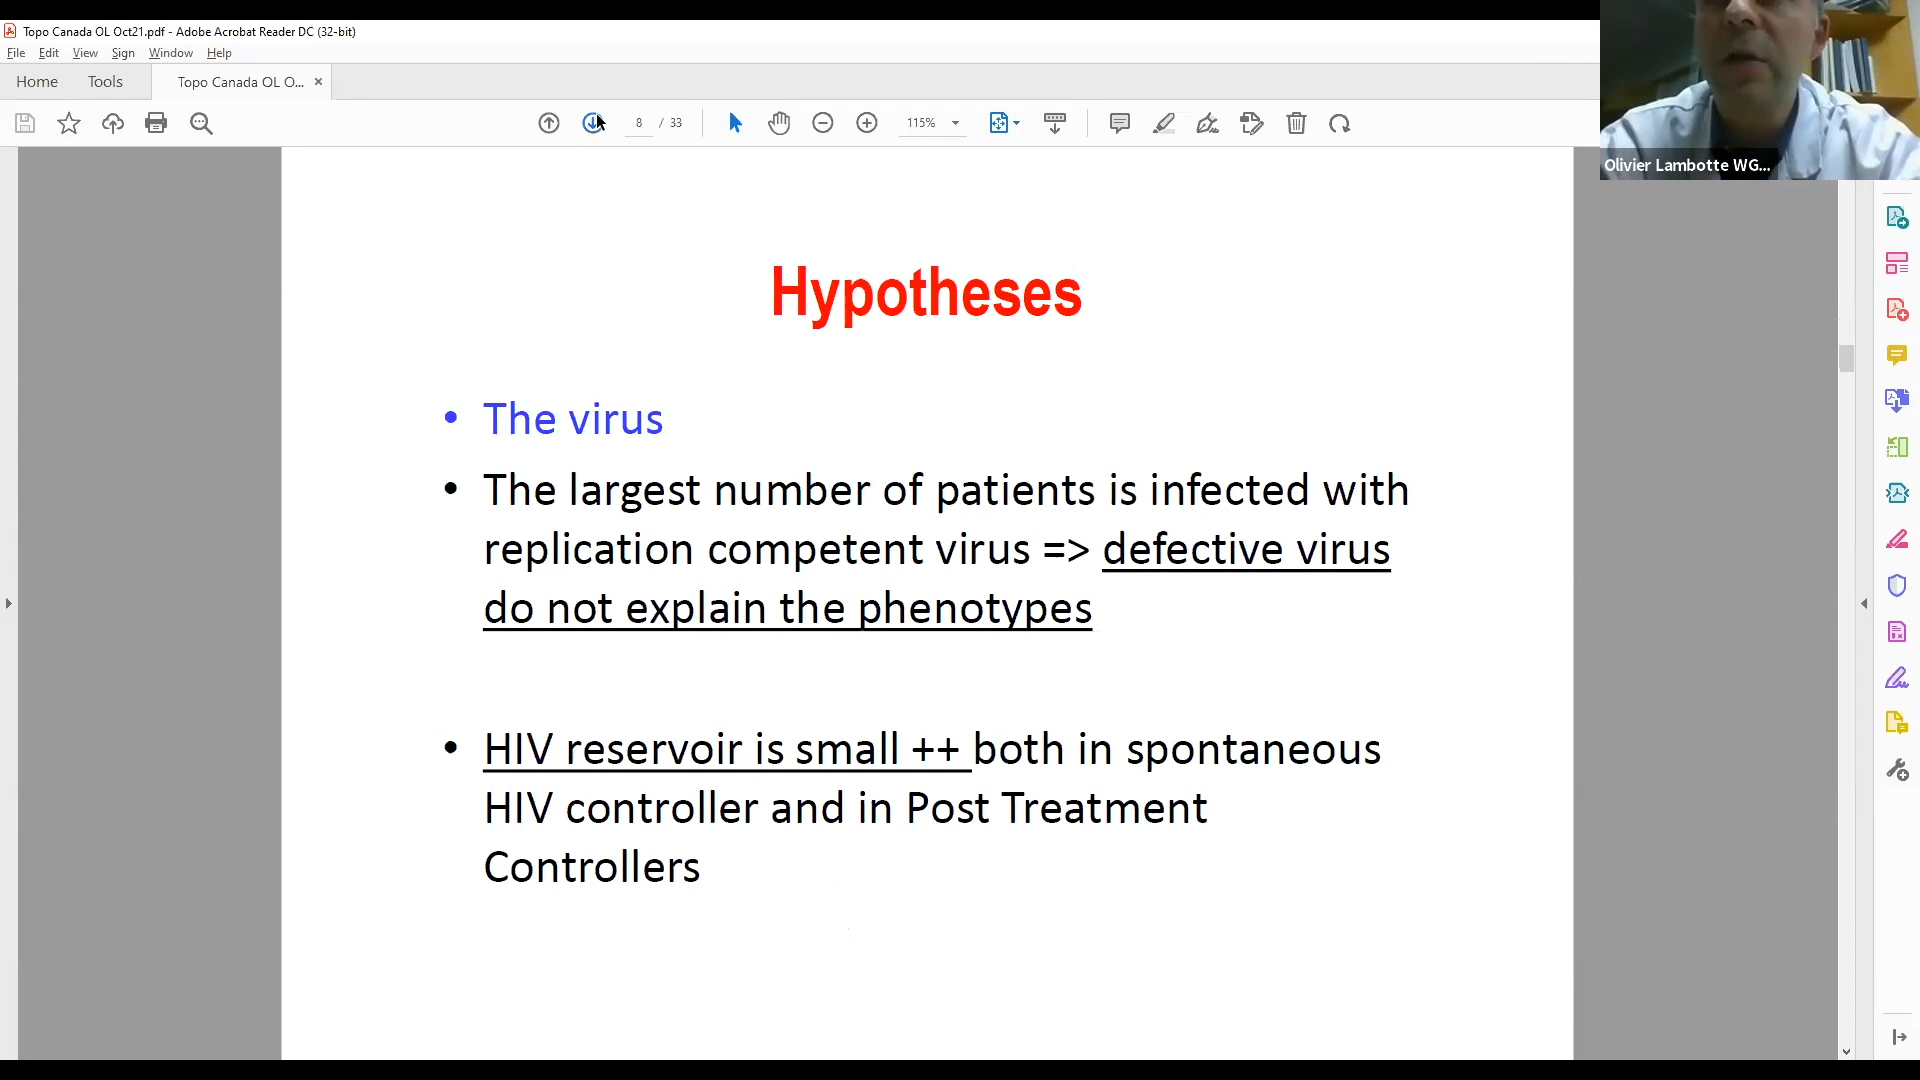 Topo Canada OL Oct21.pdf - Adobe Acrobat Reader DC (32-bit)
File Edit View Sign Window Help
Home Tools Topo Canada OL O... ×
8 / 33 115%
Olivier Lambotte WG...
Hypotheses
• The virus
• The largest number of patients is infected with
replication competent virus => defective virus
do not explain the phenotypes
• HIV reservoir is small ++ both in spontaneous
HIV controller and in Post Treatment
Controllers